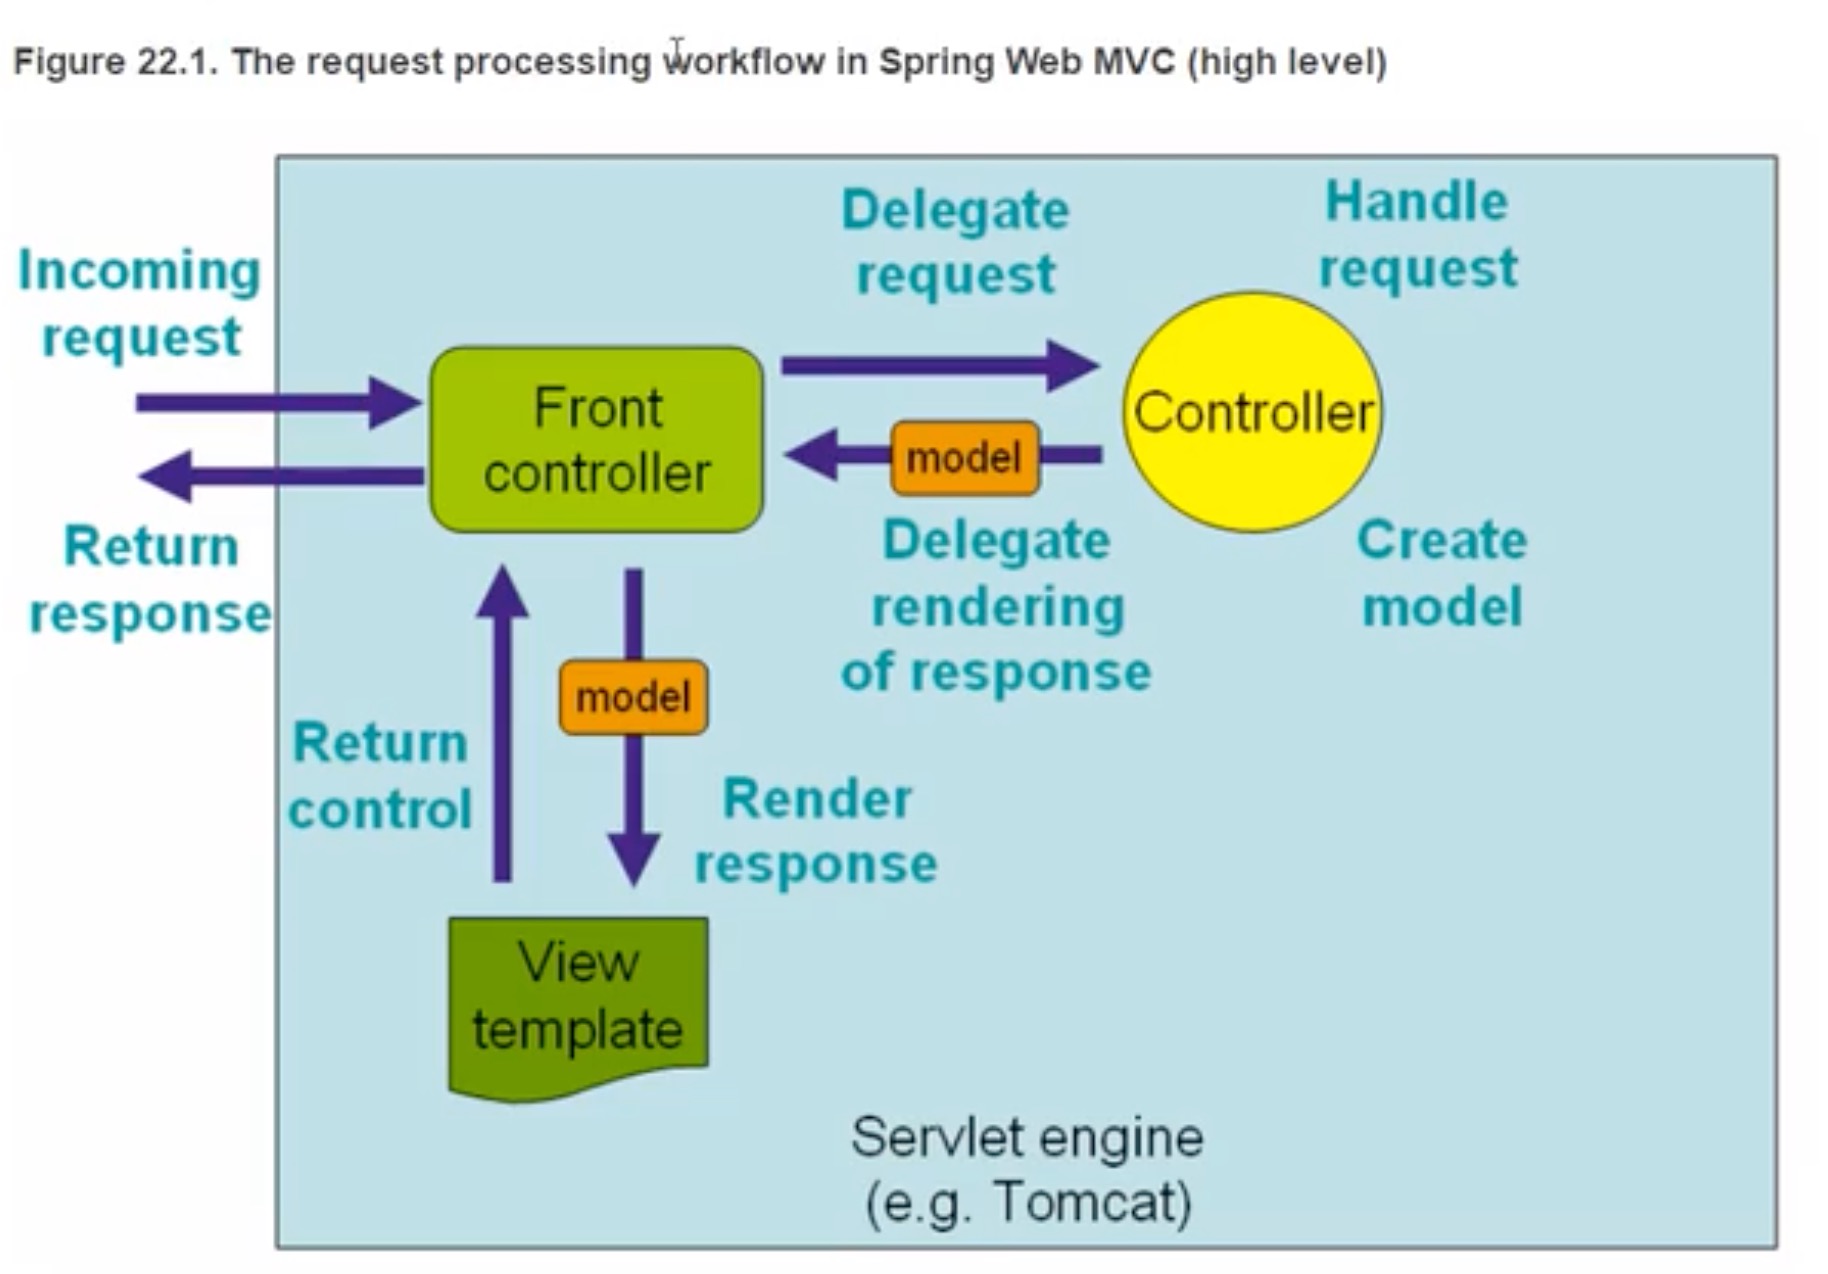 Figure 22.1. The request processing workflow in Spring Web MVC (high level)
Incoming
request
Return
response
Front
controller
Delegate
request
Handle
request
Controller
model
Delegate
rendering
of response
Create
model
Return
control
model
Render
response
View
template
Servlet engine
(e.g. Tomcat)